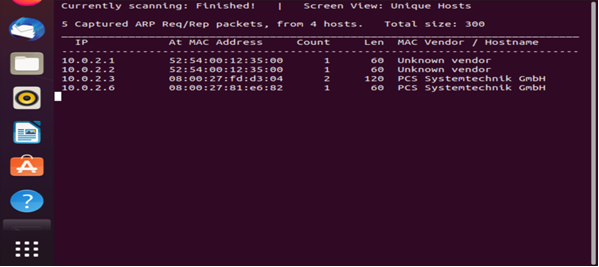 Currently scanning: Finished!   |   Screen View: Unique Hosts
5 Captured ARP Req/Rep packets, from 4 hosts.   Total size: 300
IP            At MAC Address     Count     Len  MAC Vendor / Hostname
10.0.2.1        52:54:00:12:35:00      1      60  Unknown vendor
10.0.2.2        52:54:00:12:35:00      1      60  Unknown vendor
10.0.2.3        08:00:27:fd:d3:04      2     120  PCS Systemtechnik GmbH
10.0.2.6        08:00:27:81:e6:82      1      60  PCS Systemtechnik GmbH